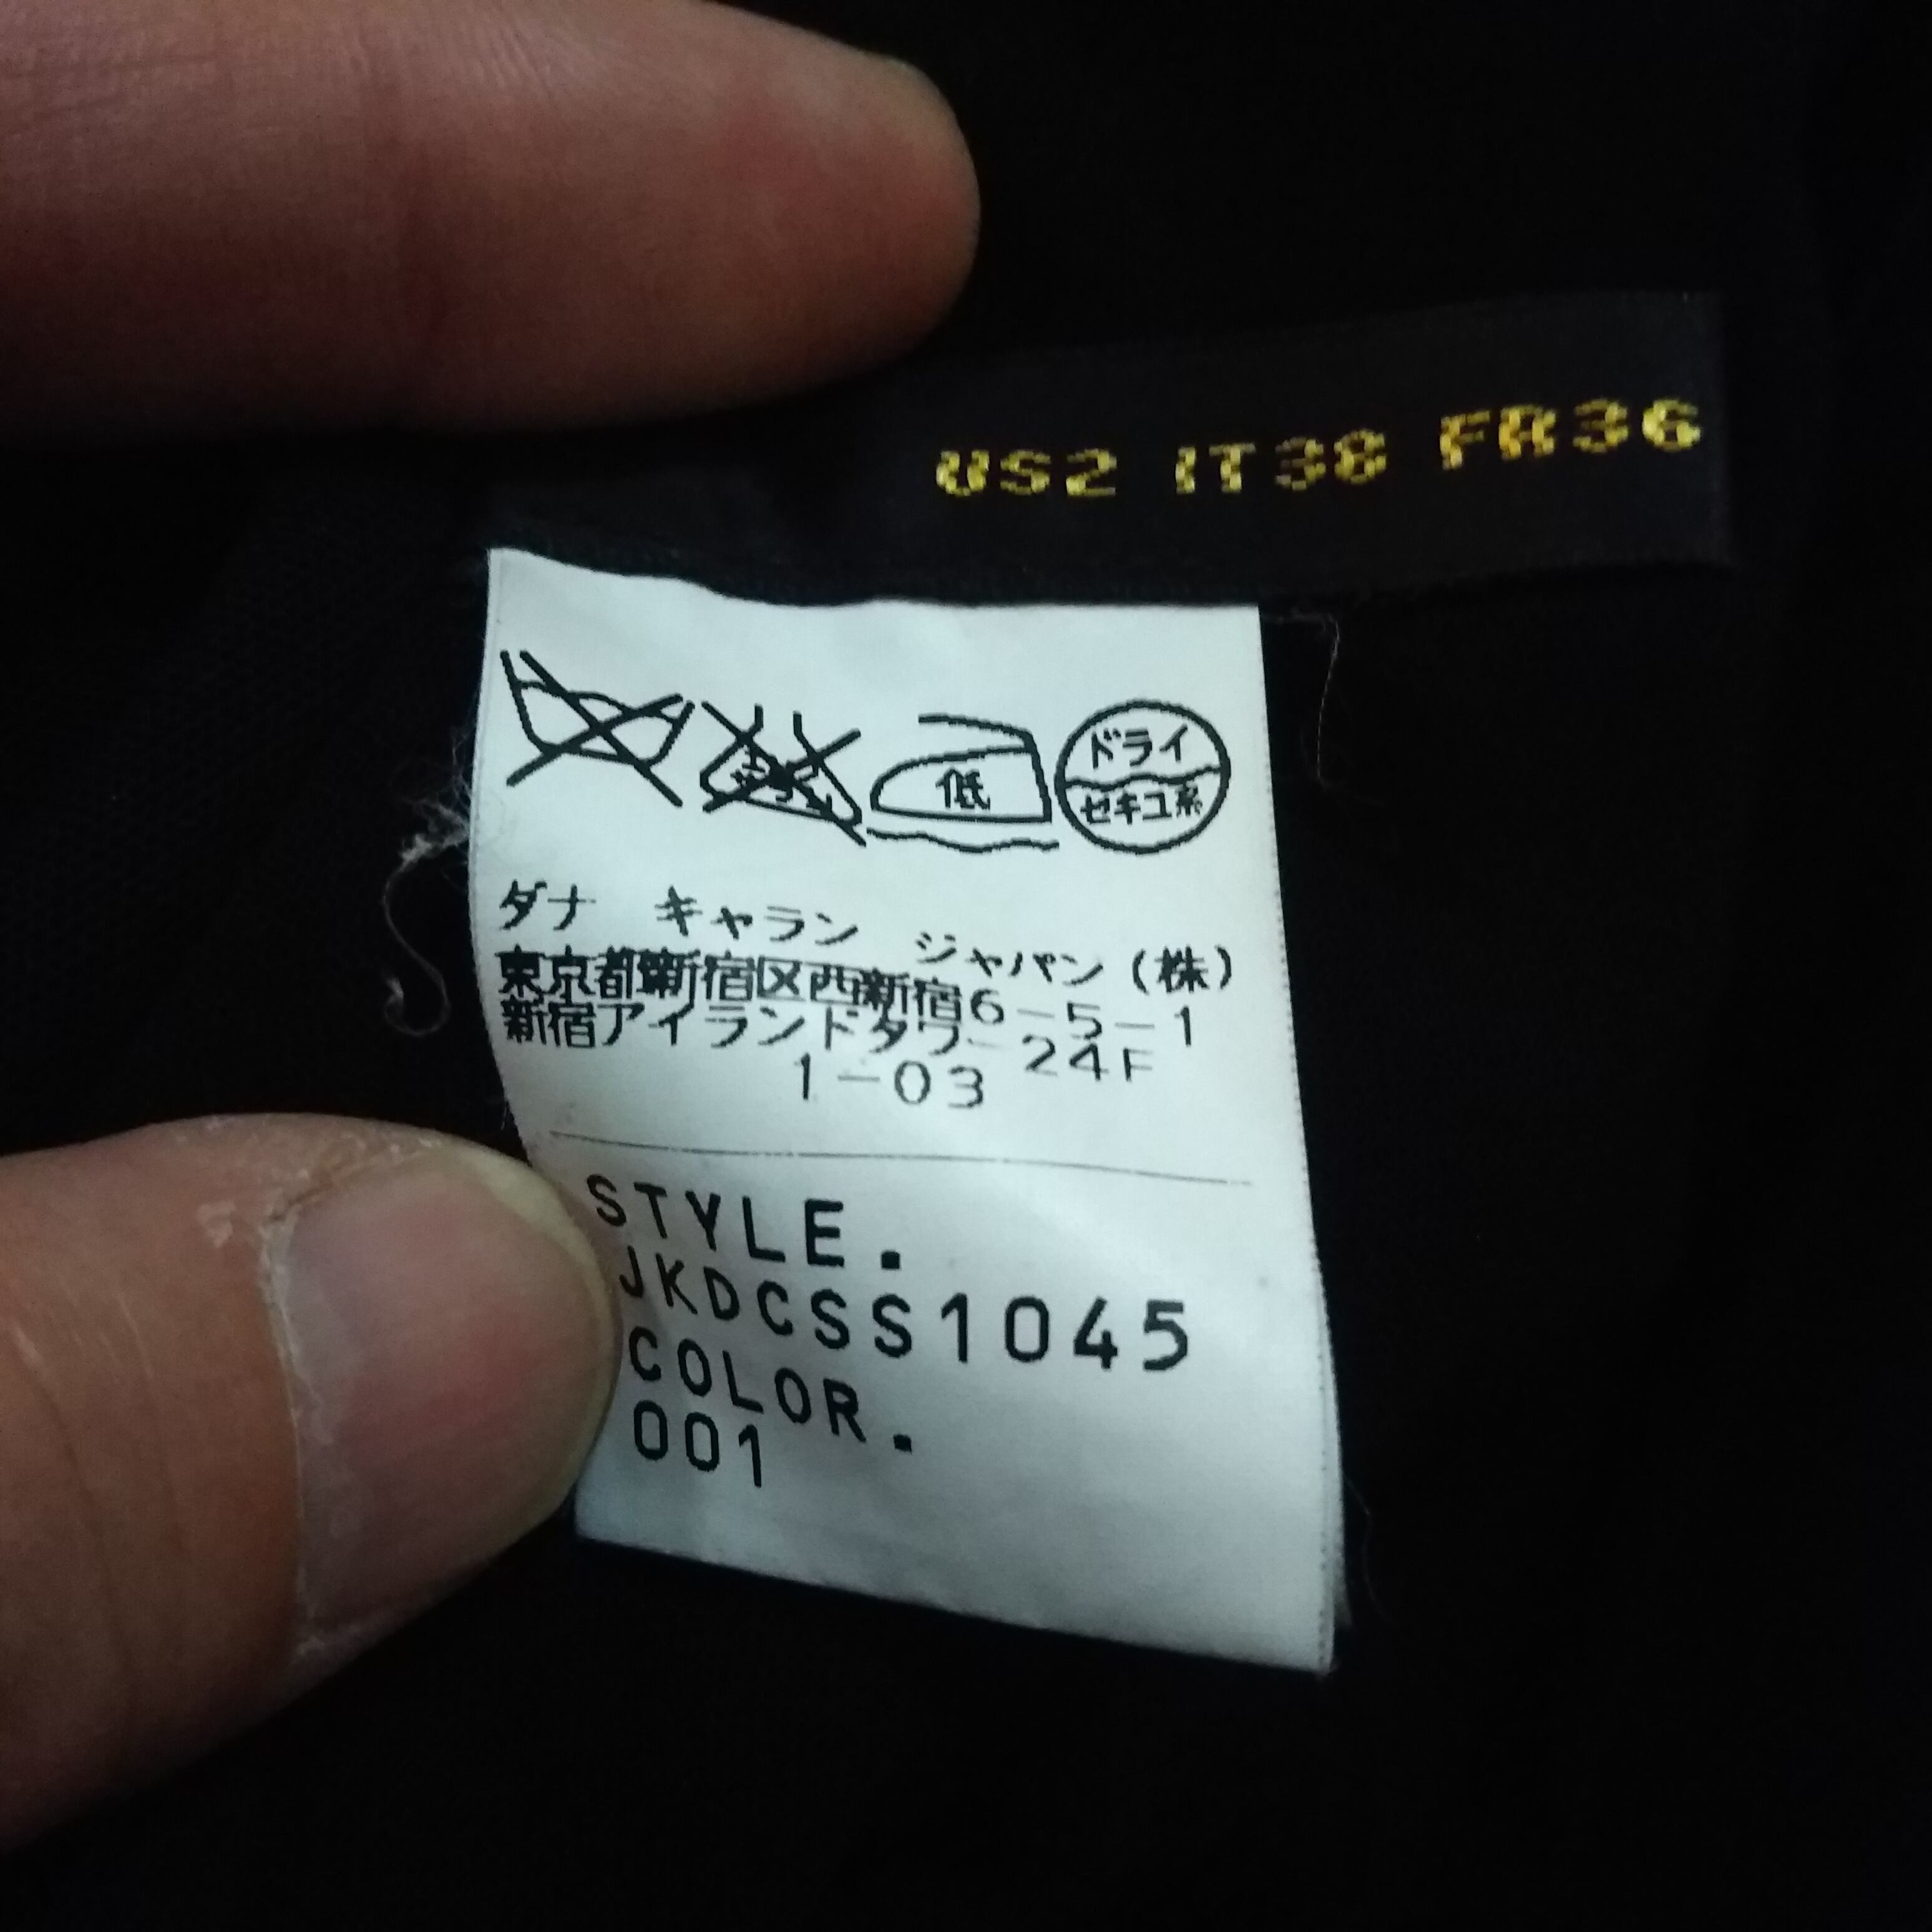 US2 IT38 FR36
低
ドライ
セキユ系
ダナ キャラン ジャパン(株)
東京都新宿区西新宿6-5-1
新宿アイランドタワー24F
1-03
STYLE.
JKDCSS1045
COLOR.
001